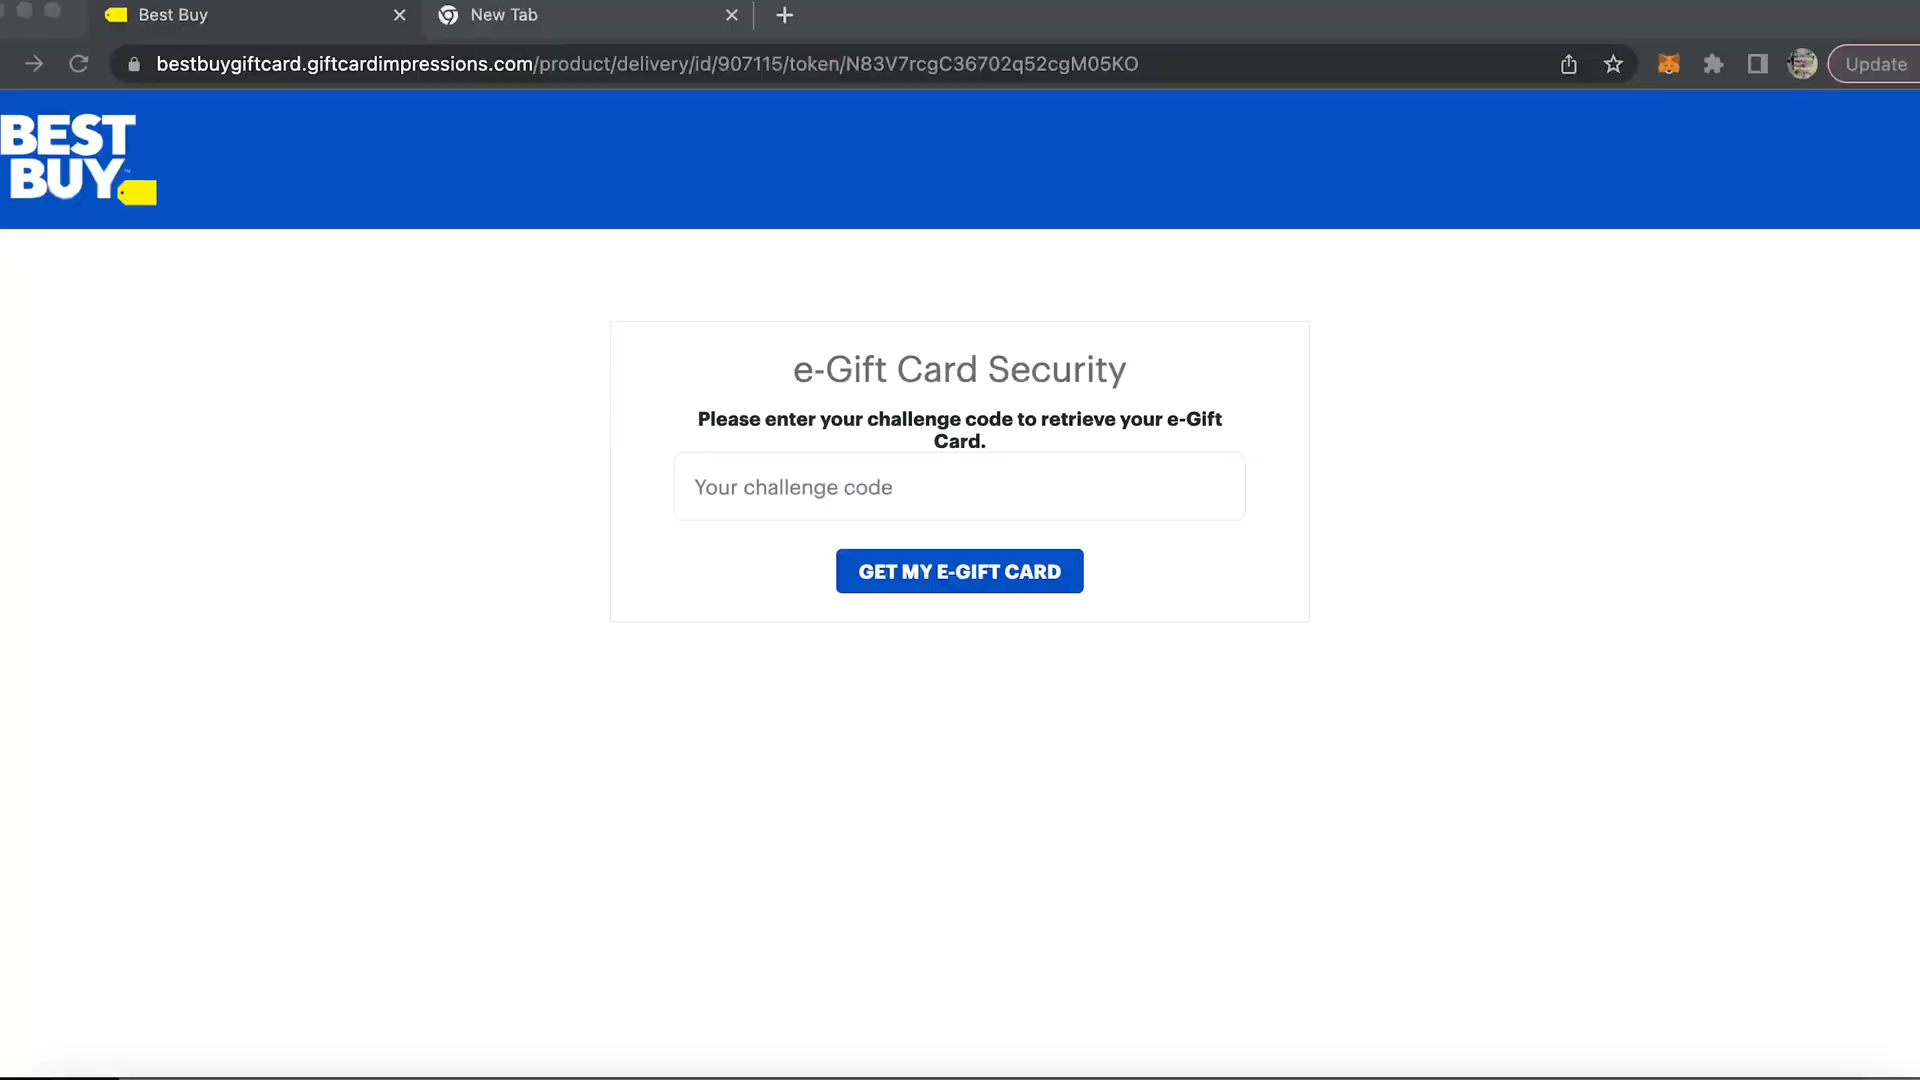 Best Buy
New Tab
bestbuygiftcard.giftcardimpressions.com/product/delivery/id/907115/token/N83V7rcgC36702q52cgM05KO
Update
BEST
BUY
e-Gift Card Security
Please enter your challenge code to retrieve your e-Gift
Card.
Your challenge code
GET MY E-GIFT CARD